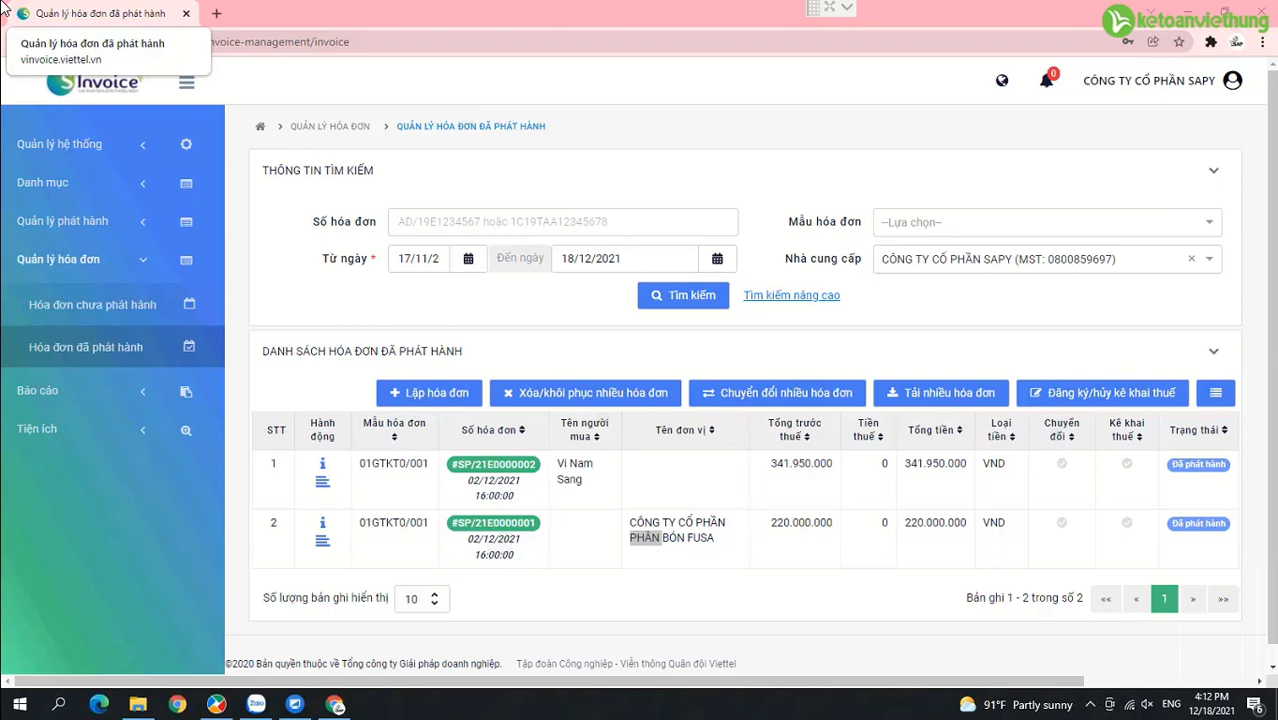 Quản lý hóa đơn đã phát hành
ketoanviethung
Quản lý hóa đơn đã phát hành
vinvoice.viettel.vn
nvoice-management/invoice
SInvoice
0
CÔNG TY CỔ PHẦN SAPY
Quản lý hệ thống
Danh mục
Quản lý phát hành
Quản lý hóa đơn
Hóa đơn chưa phát hành
Hóa đơn đã phát hành
Báo cáo
Tiện ích
QUẢN LÝ HÓA ĐƠN > QUẢN LÝ HÓA ĐƠN ĐÃ PHÁT HÀNH
THÔNG TIN TÌM KIẾM
Số hóa đơn AD/19E1234567 hoặc 1C19TAA12345678 Mẫu hóa đơn --Lựa chọn--
Từ ngày * 17/11/2 Đến ngày 18/12/2021 Nhà cung cấp CÔNG TY CỔ PHẦN SAPY (MST: 0800859697) ×
Tìm kiếm Tìm kiếm nâng cao
DANH SÁCH HÓA ĐƠN ĐÃ PHÁT HÀNH
Lập hóa đơn Xóa/khôi phục nhiều hóa đơn Chuyển đổi nhiều hóa đơn Tải nhiều hóa đơn Đăng ký/hủy kê khai thuế
STT Hành động Mẫu hóa đơn Số hóa đơn Tên người mua Tên đơn vị Tổng trước thuế Tiền thuế Tổng tiền Loại tiền Chuyển đổi Kê khai thuế Trạng thái
1 01GTKT0/001 #SP/21E0000002 Vi Nam Sang 341.950.000 0 341.950.000 VND Đã phát hành
02/12/2021
16:00:00
2 01GTKT0/001 #SP/21E0000001 CÔNG TY CỔ PHẦN 220.000.000 0 220.000.000 VND Đã phát hành
02/12/2021 PHÂN BÓN FUSA
16:00:00
Số lượng bản ghi hiển thị 10 Bản ghi 1 - 2 trong số 2 «« « 1 » »»
©2020 Bản quyền thuộc về Tổng công ty Giải pháp doanh nghiệp. Tập đoàn Công nghiệp - Viễn thông Quân đội Viettel
Zalo 91°F Partly sunny ENG 4:12 PM
12/18/2021 6